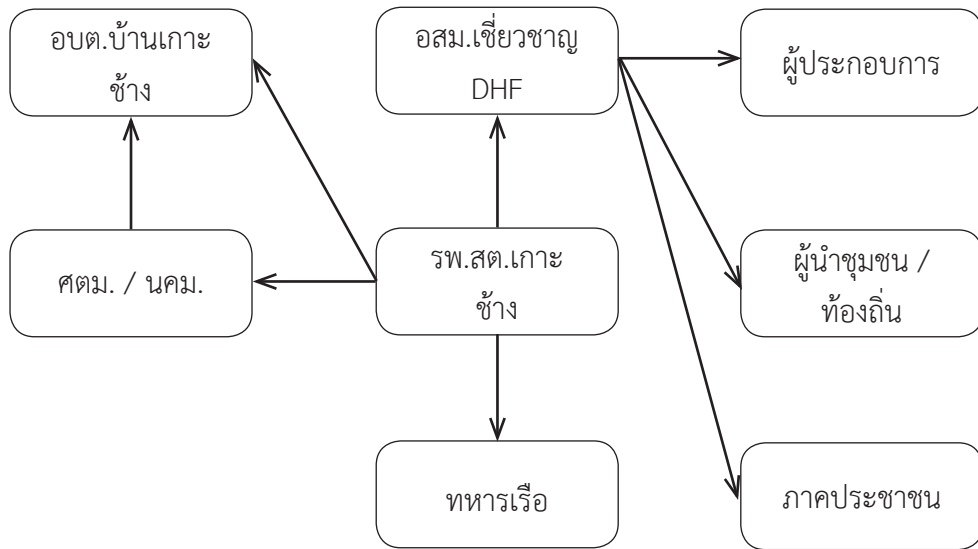 อบต.บ้านเกาะ
ช้าง
อสม.เชี่ยวชาญ
DHF
ผู้ประกอบการ
ศตม. / นคม.
รพ.สต.เกาะ
ช้าง
ผู้นำชุมชน /
ท้องถิ่น
ทหารเรือ
ภาคประชาชน